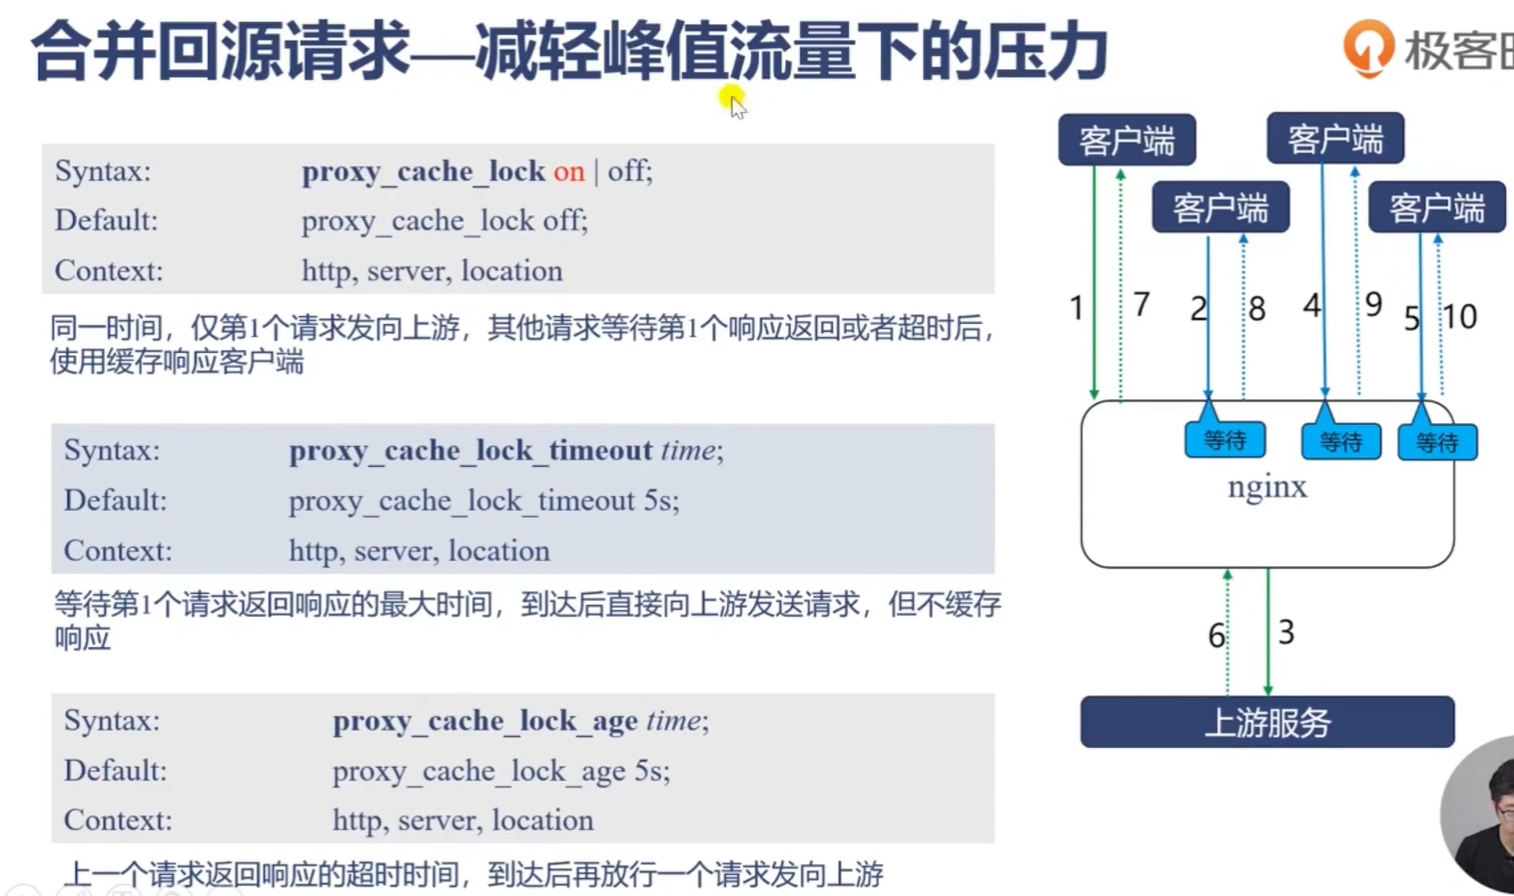 合并回源请求—减轻峰值流量下的压力
极客
Syntax: proxy_cache_lock on | off;
Default: proxy_cache_lock off;
Context: http, server, location
同一时间，仅第1个请求发向上游，其他请求等待第1个响应返回或者超时后，
使用缓存响应客户端
Syntax: proxy_cache_lock_timeout time;
Default: proxy_cache_lock_timeout 5s;
Context: http, server, location
等待第1个请求返回响应的最大时间，到达后直接向上游发送请求，但不缓存
响应
Syntax: proxy_cache_lock_age time;
Default: proxy_cache_lock_age 5s;
Context: http, server, location
上一个请求返回响应的超时时间，到达后再放行一个请求发向上游
客户端 客户端
客户端 客户端
1 7 2 8 4 9 5 10
等待 等待 等待
nginx
6 3
上游服务